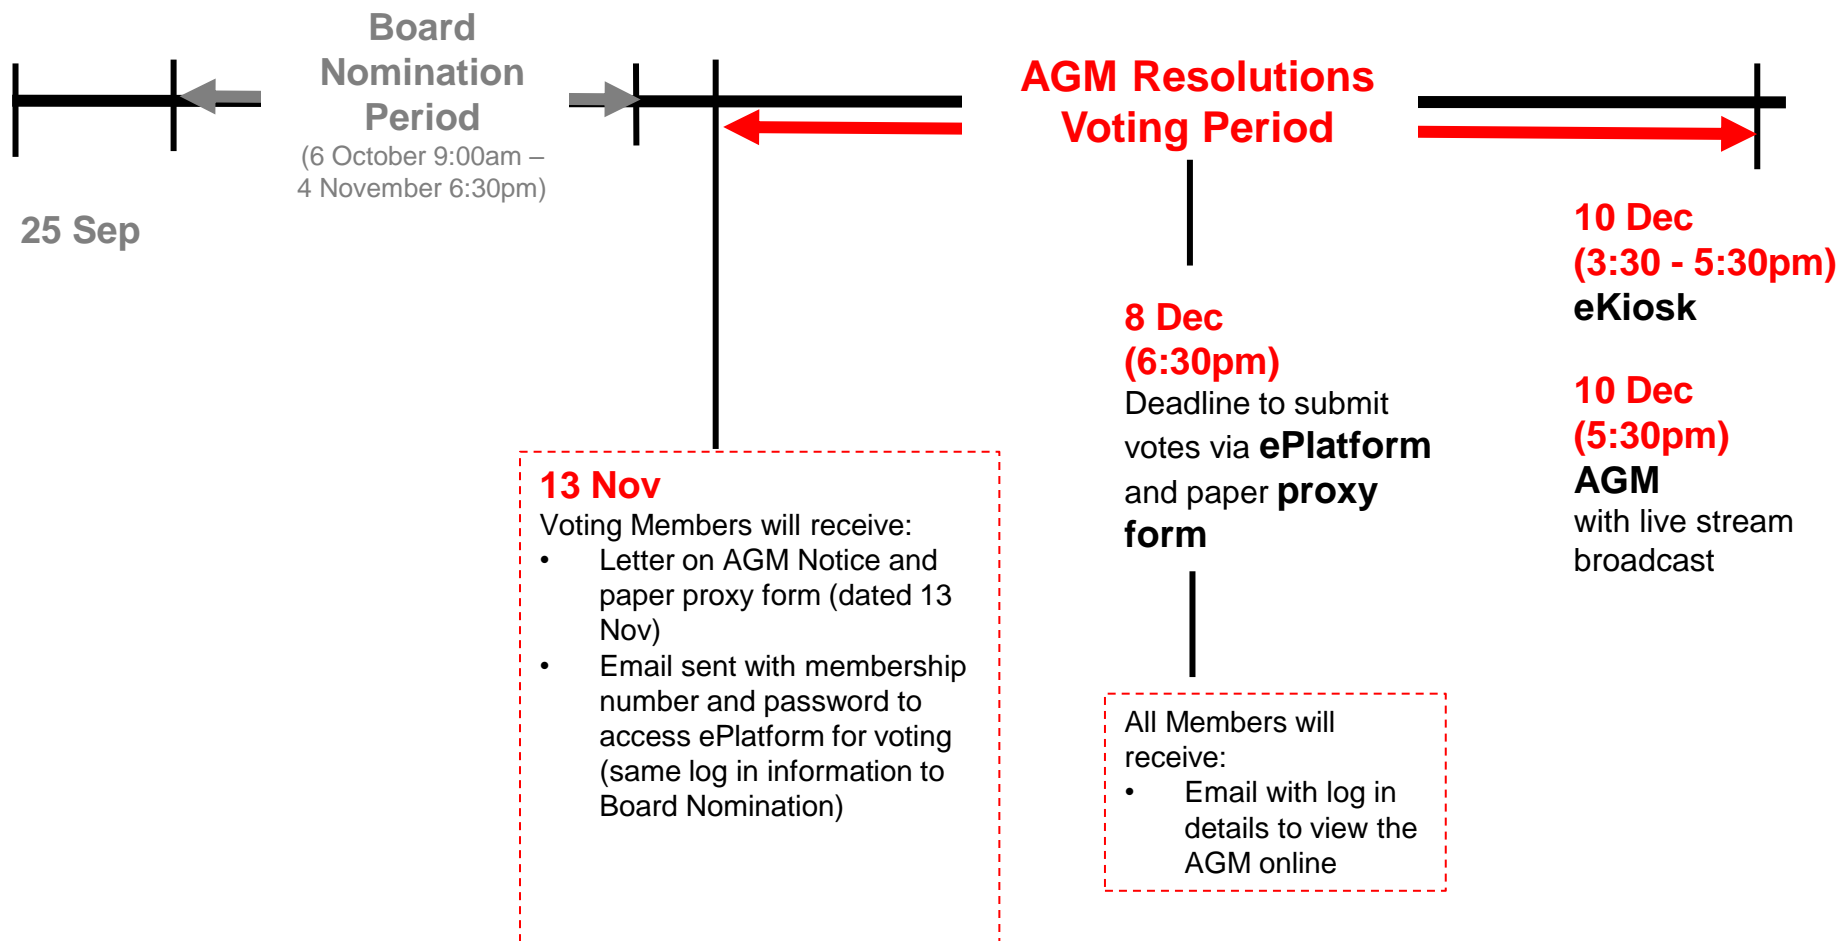 Board
Nomination
Period
(6 October 9:00am –
4 November 6:30pm)
25 Sep
AGM Resolutions
Voting Period
13 Nov
Voting Members will receive:
• Letter on AGM Notice and
paper proxy form (dated 13
Nov)
• Email sent with membership
number and password to
access ePlatform for voting
(same log in information to
Board Nomination)
8 Dec
(6:30pm)
Deadline to submit
votes via ePlatform
and paper proxy
form
All Members will
receive:
• Email with log in
details to view the
AGM online
10 Dec
(3:30 - 5:30pm)
eKiosk
10 Dec
(5:30pm)
AGM
with live stream
broadcast